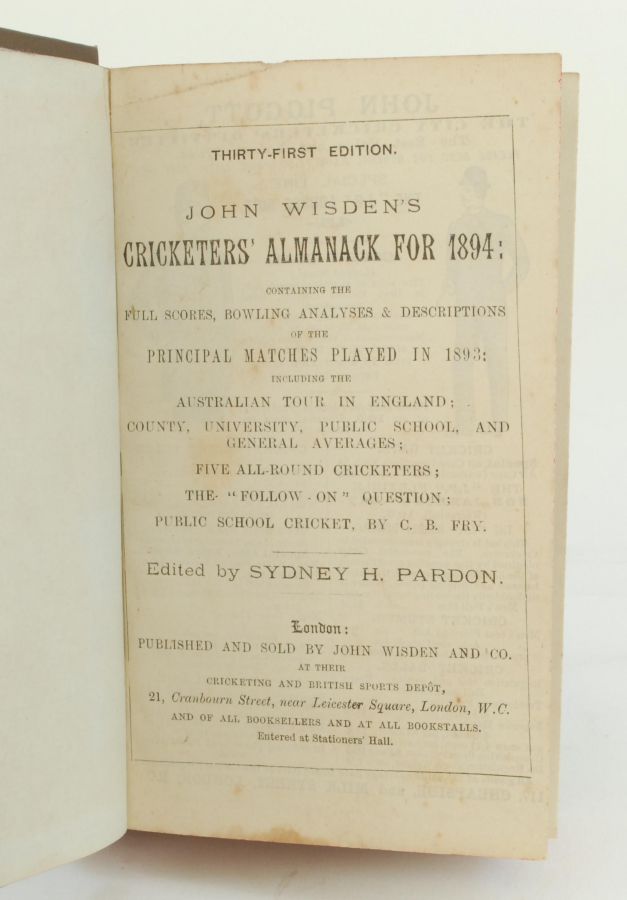 THIRTY-FIRST EDITION.
JOHN WISDEN'S
CRICKETERS' ALMANACK FOR 1894:
CONTAINING THE
FULL SCORES, BOWLING ANALYSES & DESCRIPTIONS
OF THE
PRINCIPAL MATCHES PLAYED IN 1893:
INCLUDING THE
AUSTRALIAN TOUR IN ENGLAND;
COUNTY, UNIVERSITY, PUBLIC SCHOOL, AND
GENERAL AVERAGES;
FIVE ALL-ROUND CRICKETERS;
THE "FOLLOW-ON" QUESTION;
PUBLIC SCHOOL CRICKET, BY C. B. FRY.
Edited by SYDNEY H. PARDON.
London:
PUBLISHED AND SOLD BY JOHN WISDEN AND CO.
AT THEIR
CRICKETING AND BRITISH SPORTS DEPÔT,
21, Cranbourn Street, near Leicester Square, London, W.C.
AND OF ALL BOOKSELLERS AND AT ALL BOOKSTALLS.
Entered at Stationers' Hall.